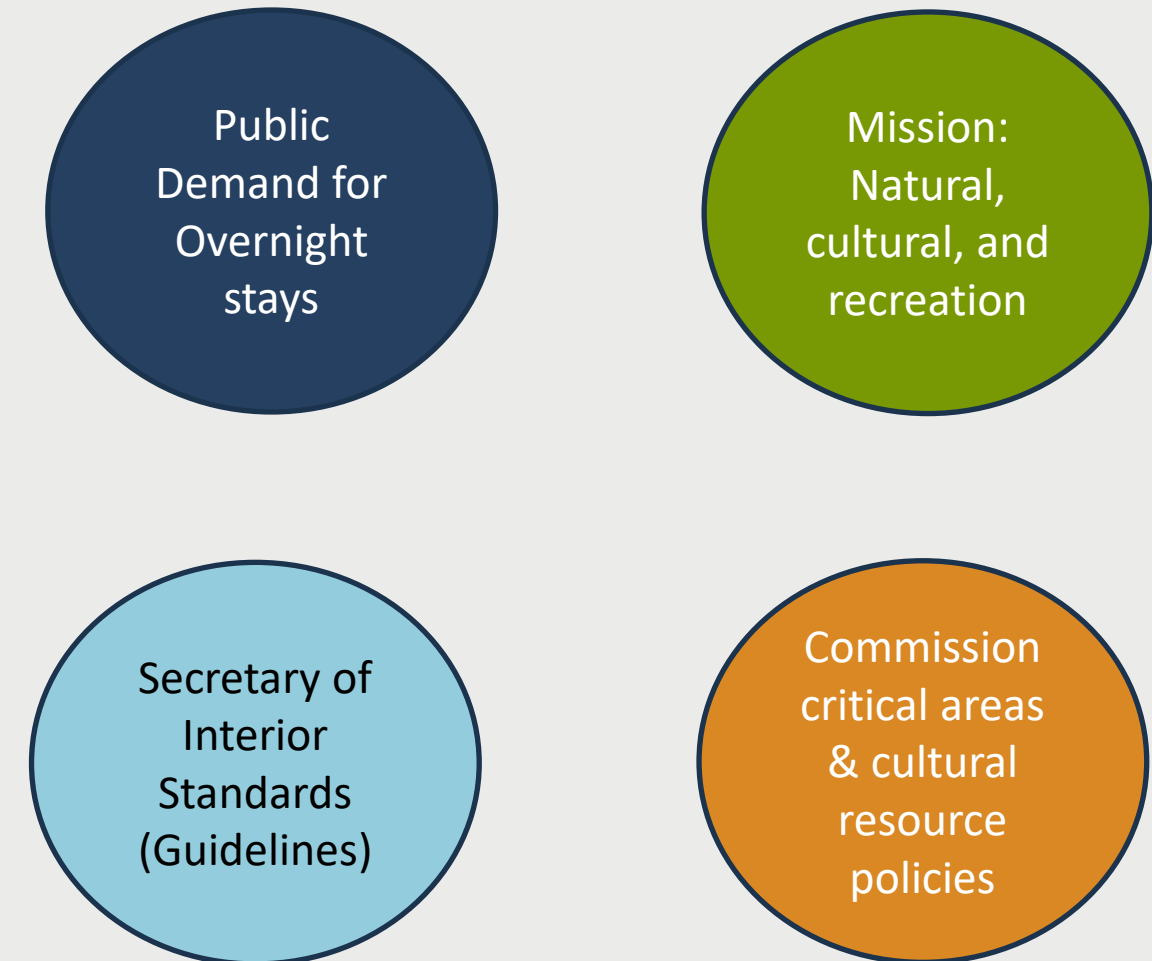 Public
Demand for
Overnight
stays
Mission:
Natural,
cultural, and
recreation
Secretary of
Interior
Standards
(Guidelines)
Commission
critical areas
& cultural
resource
policies